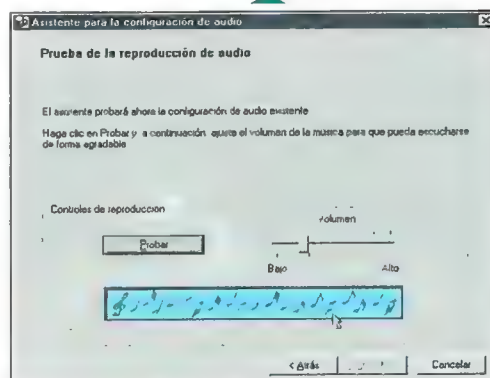 Asistente para la configuración de audio
Prueba de la reproducción de audio
El asistente probará ahora la configuración de audio existente
Haga clic en Probar y a continuación ajuste el volumen de la música para que pueda escucharse
de forma agradable
Controles de reproducción
Volumen
Probar
Bajo Alto
< Atrás Cancelar